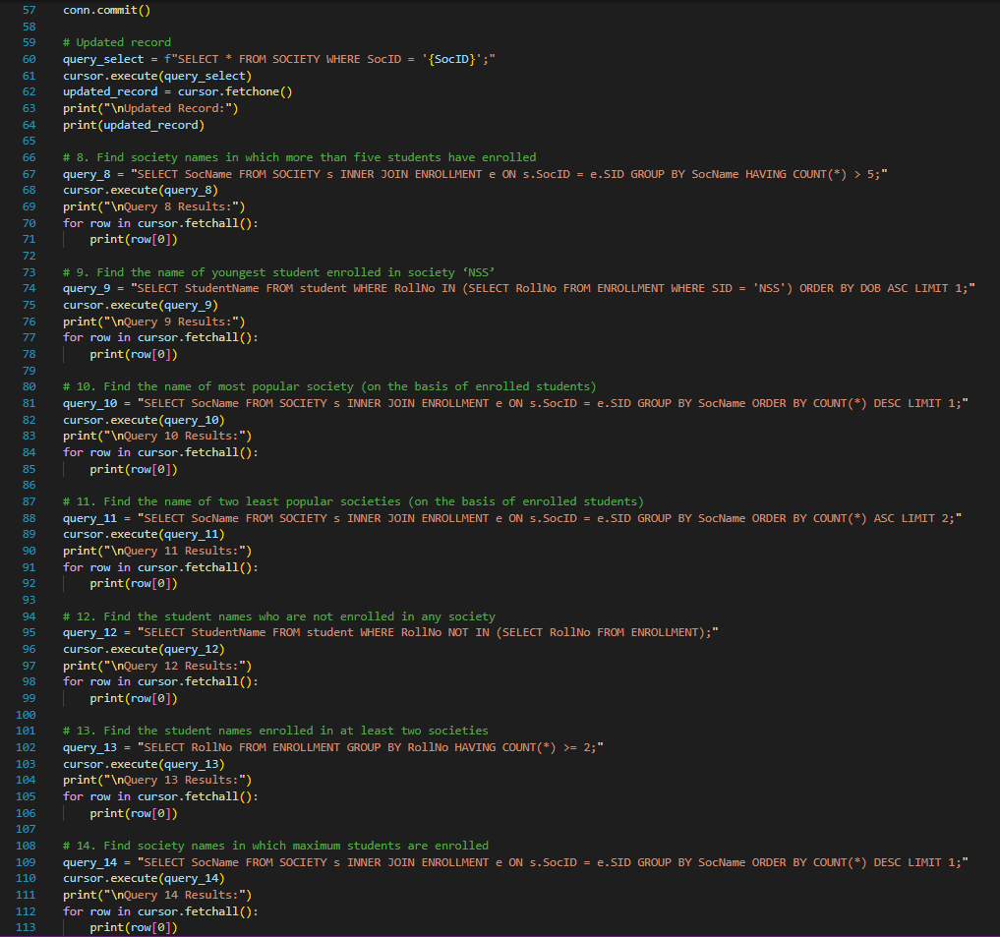 57 conn.commit()
58
59 # Updated record
60 query_select = f"SELECT * FROM SOCIETY WHERE SocID = '{SocID}';"
61 cursor.execute(query_select)
62 updated_record = cursor.fetchone()
63 print("\nUpdated Record:")
64 print(updated_record)
65
66 # 8. Find society names in which more than five students have enrolled
67 query_8 = "SELECT SocName FROM SOCIETY s INNER JOIN ENROLLMENT e ON s.SocID = e.SID GROUP BY SocName HAVING COUNT(*) > 5;"
68 cursor.execute(query_8)
69 print("\nQuery 8 Results:")
70 for row in cursor.fetchall():
71     print(row[0])
72
73 # 9. Find the name of youngest student enrolled in society ‘NSS’
74 query_9 = "SELECT StudentName FROM student WHERE RollNo IN (SELECT RollNo FROM ENROLLMENT WHERE SID = 'NSS') ORDER BY DOB ASC LIMIT 1;"
75 cursor.execute(query_9)
76 print("\nQuery 9 Results:")
77 for row in cursor.fetchall():
78     print(row[0])
79
80 # 10. Find the name of most popular society (on the basis of enrolled students)
81 query_10 = "SELECT SocName FROM SOCIETY s INNER JOIN ENROLLMENT e ON s.SocID = e.SID GROUP BY SocName ORDER BY COUNT(*) DESC LIMIT 1;"
82 cursor.execute(query_10)
83 print("\nQuery 10 Results:")
84 for row in cursor.fetchall():
85     print(row[0])
86
87 # 11. Find the name of two least popular societies (on the basis of enrolled students)
88 query_11 = "SELECT SocName FROM SOCIETY s INNER JOIN ENROLLMENT e ON s.SocID = e.SID GROUP BY SocName ORDER BY COUNT(*) ASC LIMIT 2;"
89 cursor.execute(query_11)
90 print("\nQuery 11 Results:")
91 for row in cursor.fetchall():
92     print(row[0])
93
94 # 12. Find the student names who are not enrolled in any society
95 query_12 = "SELECT StudentName FROM student WHERE RollNo NOT IN (SELECT RollNo FROM ENROLLMENT);"
96 cursor.execute(query_12)
97 print("\nQuery 12 Results:")
98 for row in cursor.fetchall():
99     print(row[0])
100
101 # 13. Find the student names enrolled in at least two societies
102 query_13 = "SELECT RollNo FROM ENROLLMENT GROUP BY RollNo HAVING COUNT(*) >= 2;"
103 cursor.execute(query_13)
104 print("\nQuery 13 Results:")
105 for row in cursor.fetchall():
106     print(row[0])
107
108 # 14. Find society names in which maximum students are enrolled
109 query_14 = "SELECT SocName FROM SOCIETY s INNER JOIN ENROLLMENT e ON s.SocID = e.SID GROUP BY SocName ORDER BY COUNT(*) DESC LIMIT 1;"
110 cursor.execute(query_14)
111 print("\nQuery 14 Results:")
112 for row in cursor.fetchall():
113     print(row[0])